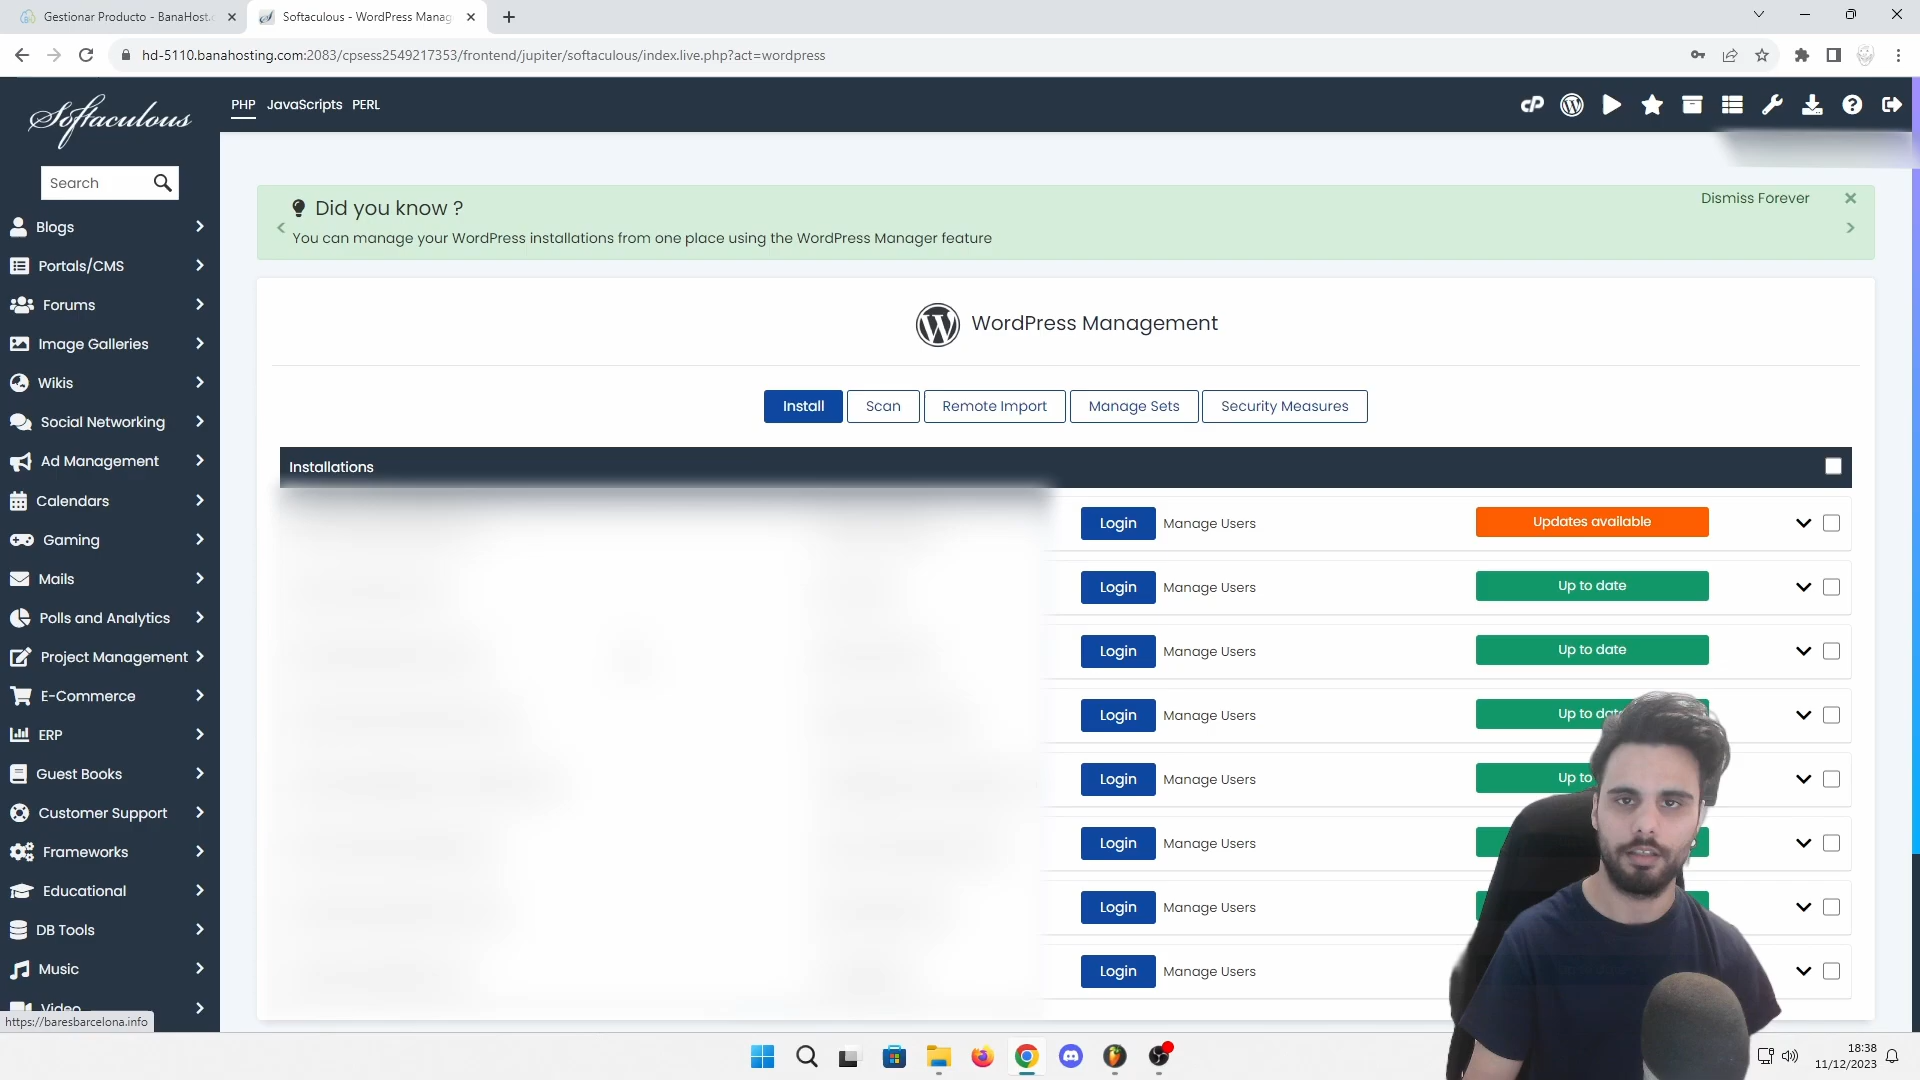 Gestionar Producto - BanaHost.c
Softaculous - WordPress Manag
hd-5110.banahosting.com:2083/cpsess2549217353/frontend/jupiter/softaculous/index.live.php?act=wordpress
Softaculous
PHP JavaScripts PERL
cP
Search
Blogs
Portals/CMS
Forums
Image Galleries
Wikis
Social Networking
Ad Management
Calendars
Gaming
Mails
Polls and Analytics
Project Management
E-Commerce
ERP
Guest Books
Customer Support
Frameworks
Educational
DB Tools
Music
Video
https://baresbarcelona.info
Did you know ?
Dismiss Forever
You can manage your WordPress installations from one place using the WordPress Manager feature
WordPress Management
Install Scan Remote Import Manage Sets Security Measures
Installations
Login Manage Users Updates available
Login Manage Users Up to date
Login Manage Users Up to date
Login Manage Users Up to date
Login Manage Users Up to
Login Manage Users
Login Manage Users
Login Manage Users
18:38
11/12/2023